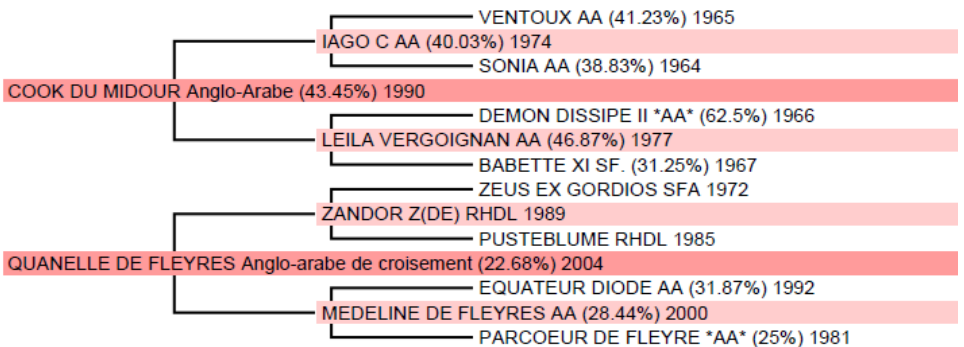 VENTOUX AA (41.23%) 1965
IAGO C AA (40.03%) 1974
SONIA AA (38.83%) 1964
COOK DU MIDOUR Anglo-Arabe (43.45%) 1990
DEMON DISSIPE II *AA* (62.5%) 1966
LEILA VERGOIGNAN AA (46.87%) 1977
BABETTE XI SF. (31.25%) 1967
ZEUS EX GORDIOS SFA 1972
ZANDOR Z(DE) RHDL 1989
PUSTEBLUME RHDL 1985
QUANELLE DE FLEYRES Anglo-arabe de croisement (22.68%) 2004
EQUATEUR DIODE AA (31.87%) 1992
MEDELINE DE FLEYRES AA (28.44%) 2000
PARCOEUR DE FLEYRE *AA* (25%) 1981